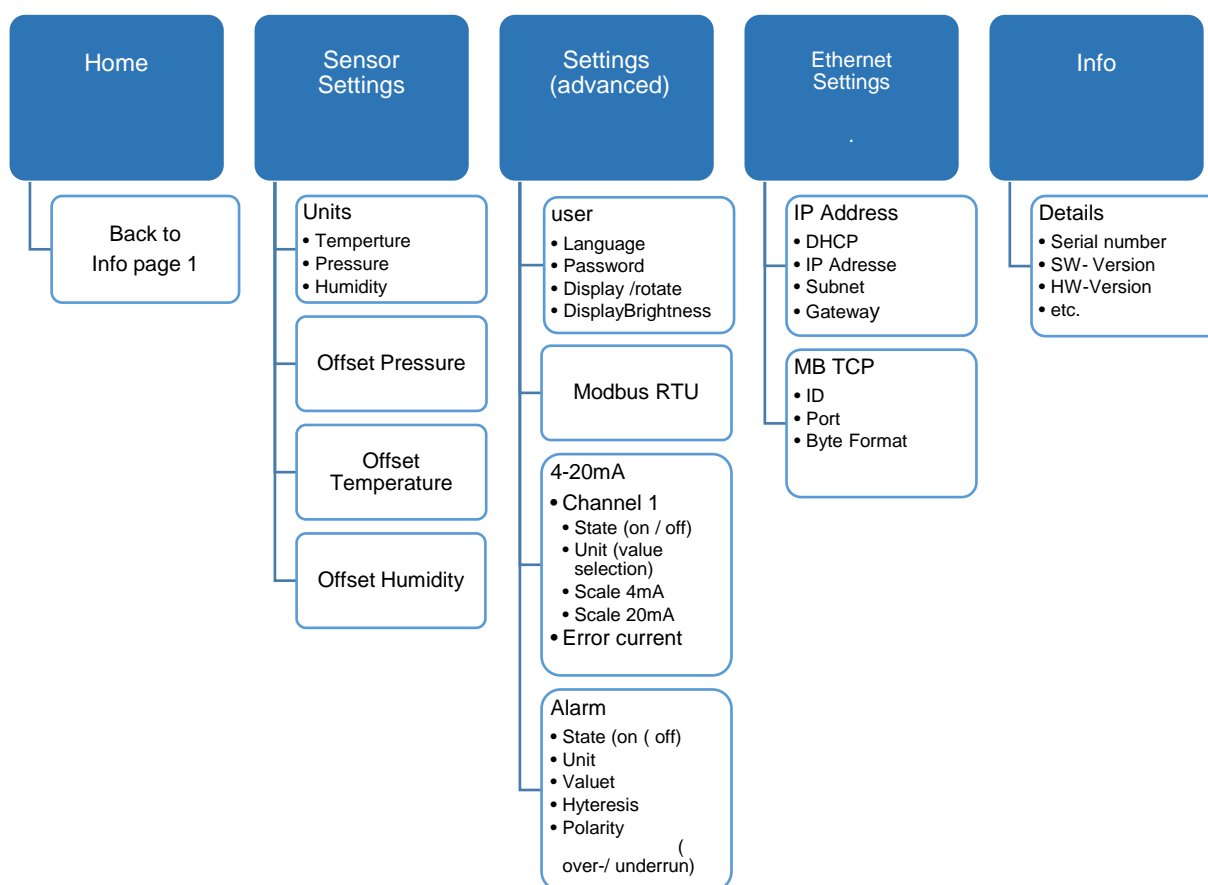 Home
Back to
Info page 1
Sensor
Settings
Units
• Temperture
• Pressure
• Humidity
Offset Pressure
Offset
Temperature
Offset Humidity
Settings
(advanced)
user
• Language
• Password
• Display /rotate
• DisplayBrightness
Modbus RTU
4-20mA
• Channel 1
• State (on / off)
• Unit (value
selection)
• Scale 4mA
• Scale 20mA
• Error current
Alarm
• State (on ( off)
• Unit
• Valuet
• Hyteresis
• Polarity
(
over-/ underrun)
Ethernet
Settings
.
IP Address
• DHCP
• IP Adresse
• Subnet
• Gateway
MB TCP
• ID
• Port
• Byte Format
Info
Details
• Serial number
• SW- Version
• HW-Version
• etc.